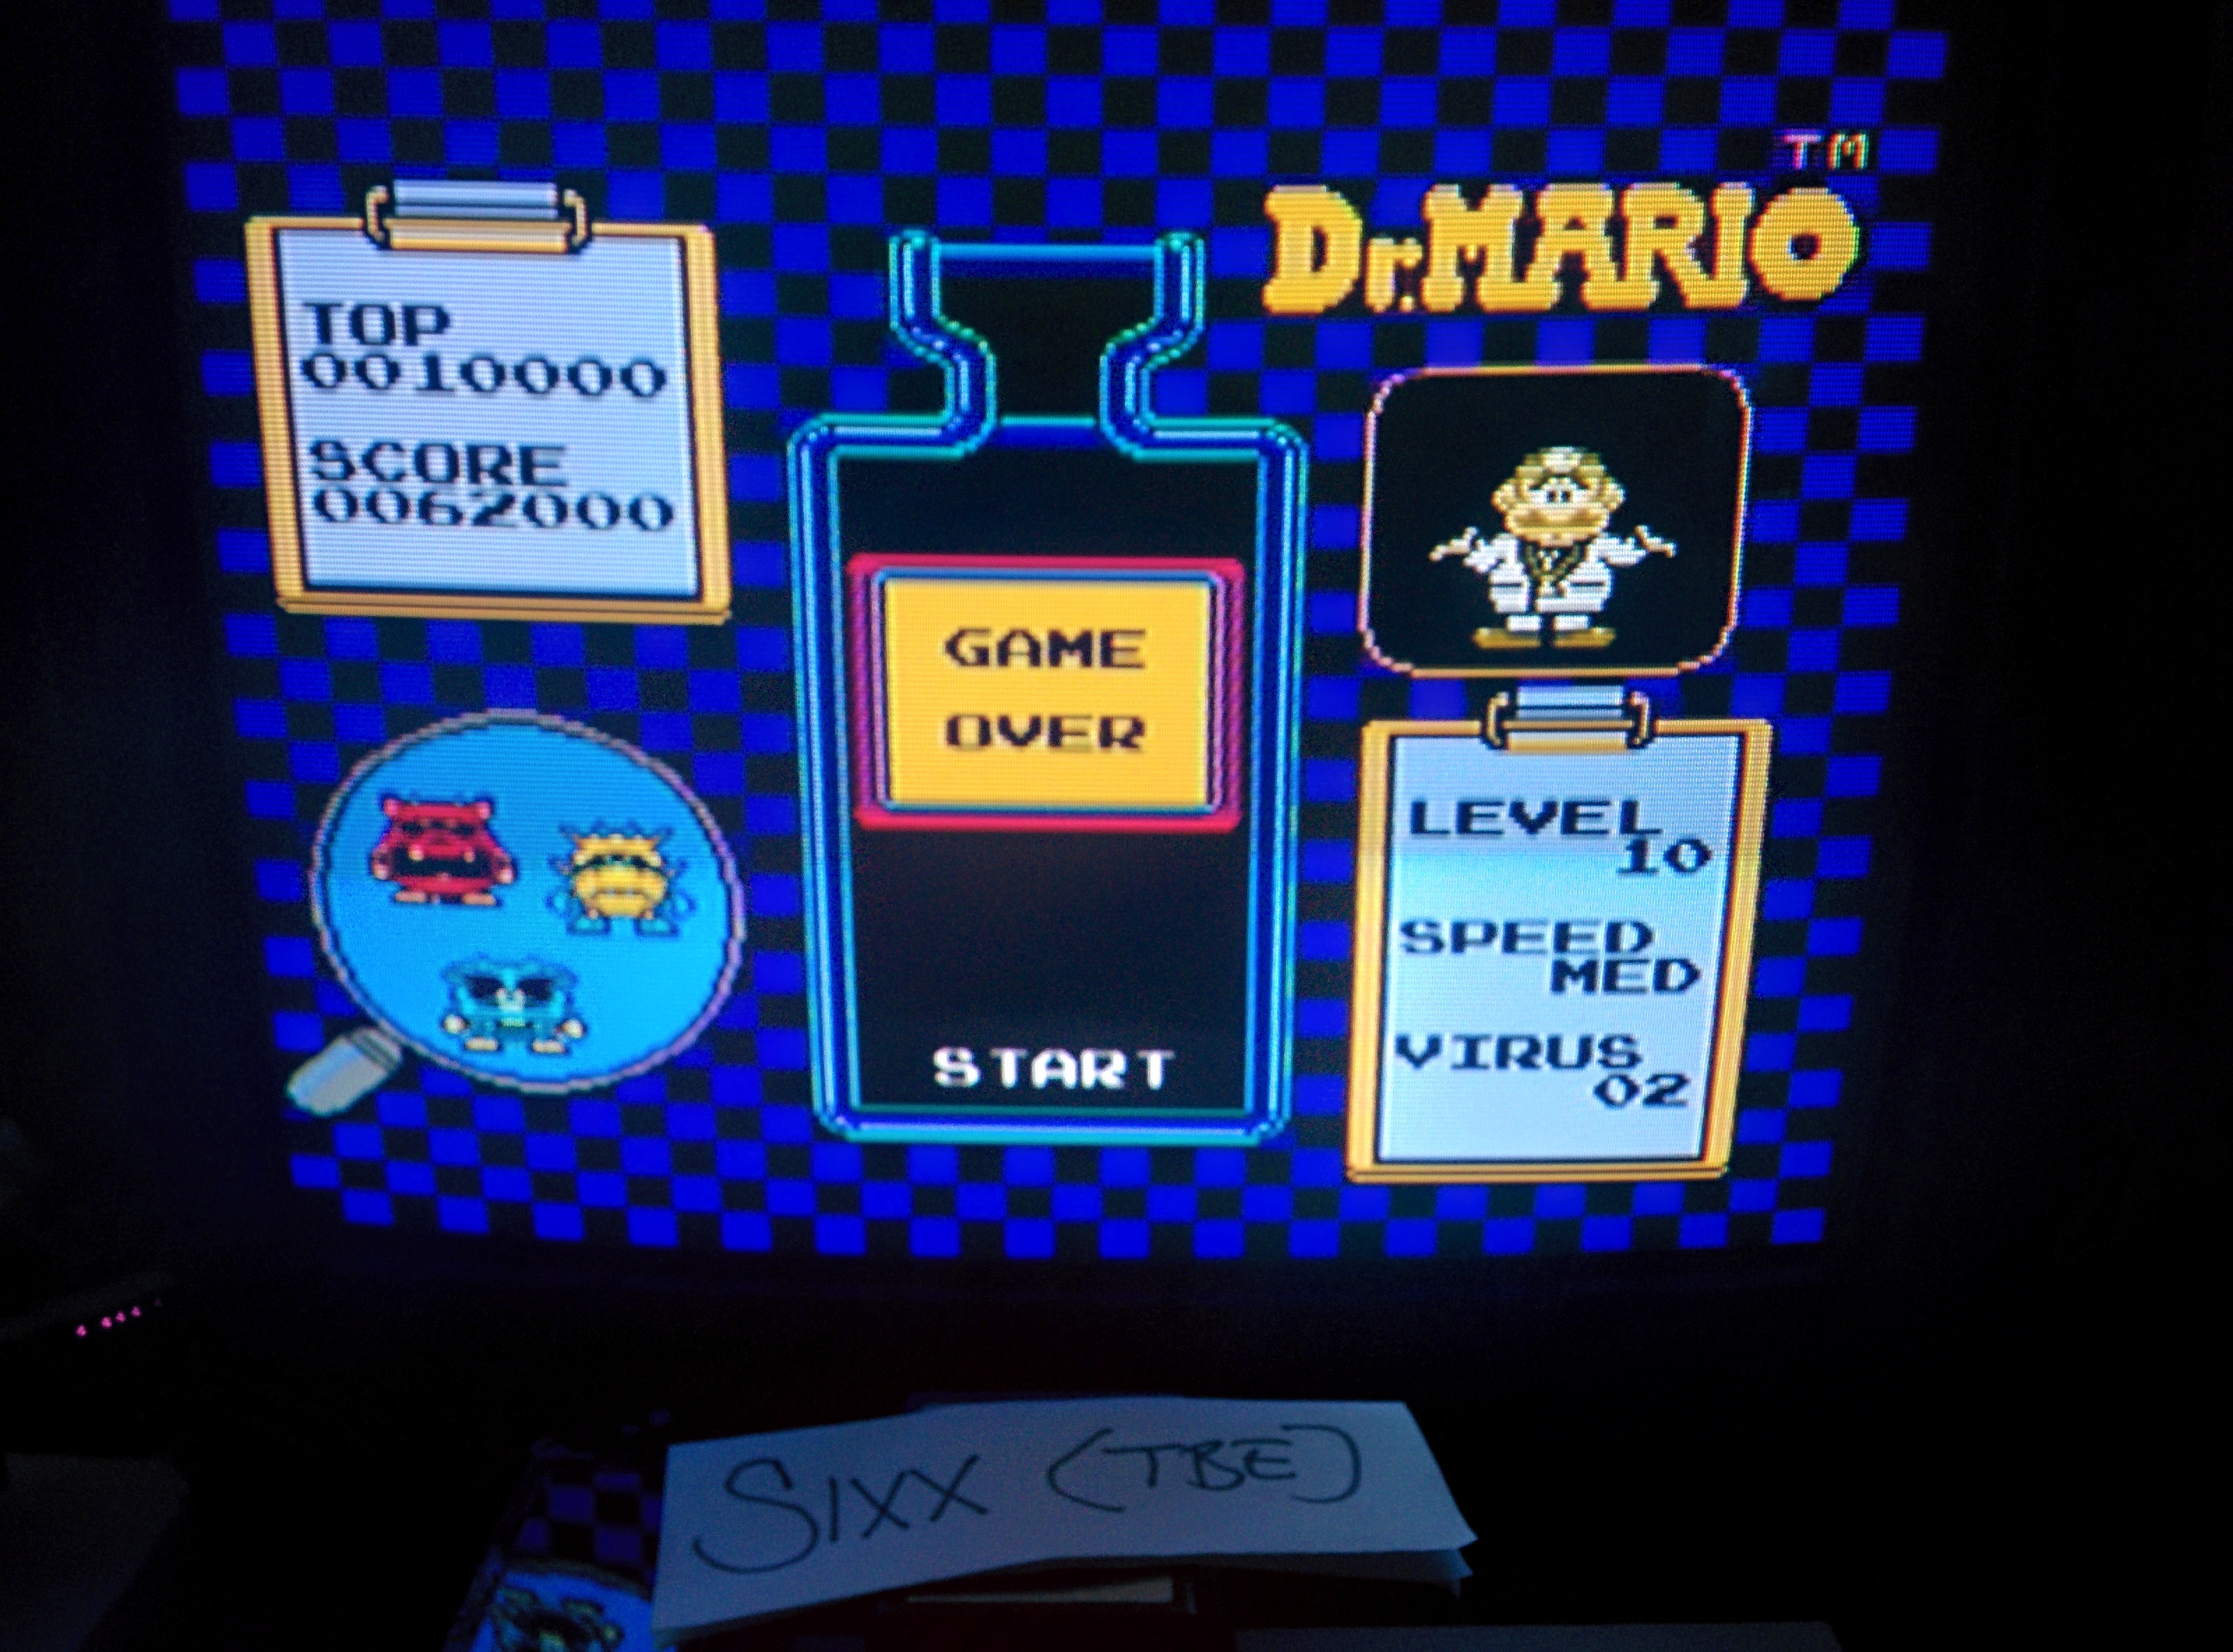 TM
Dr. MARIO
TOP
0010000
SCORE
0062000
GAME
OVER
START
LEVEL
10
SPEED
MED
VIRUS
02
SIXX (TBE)